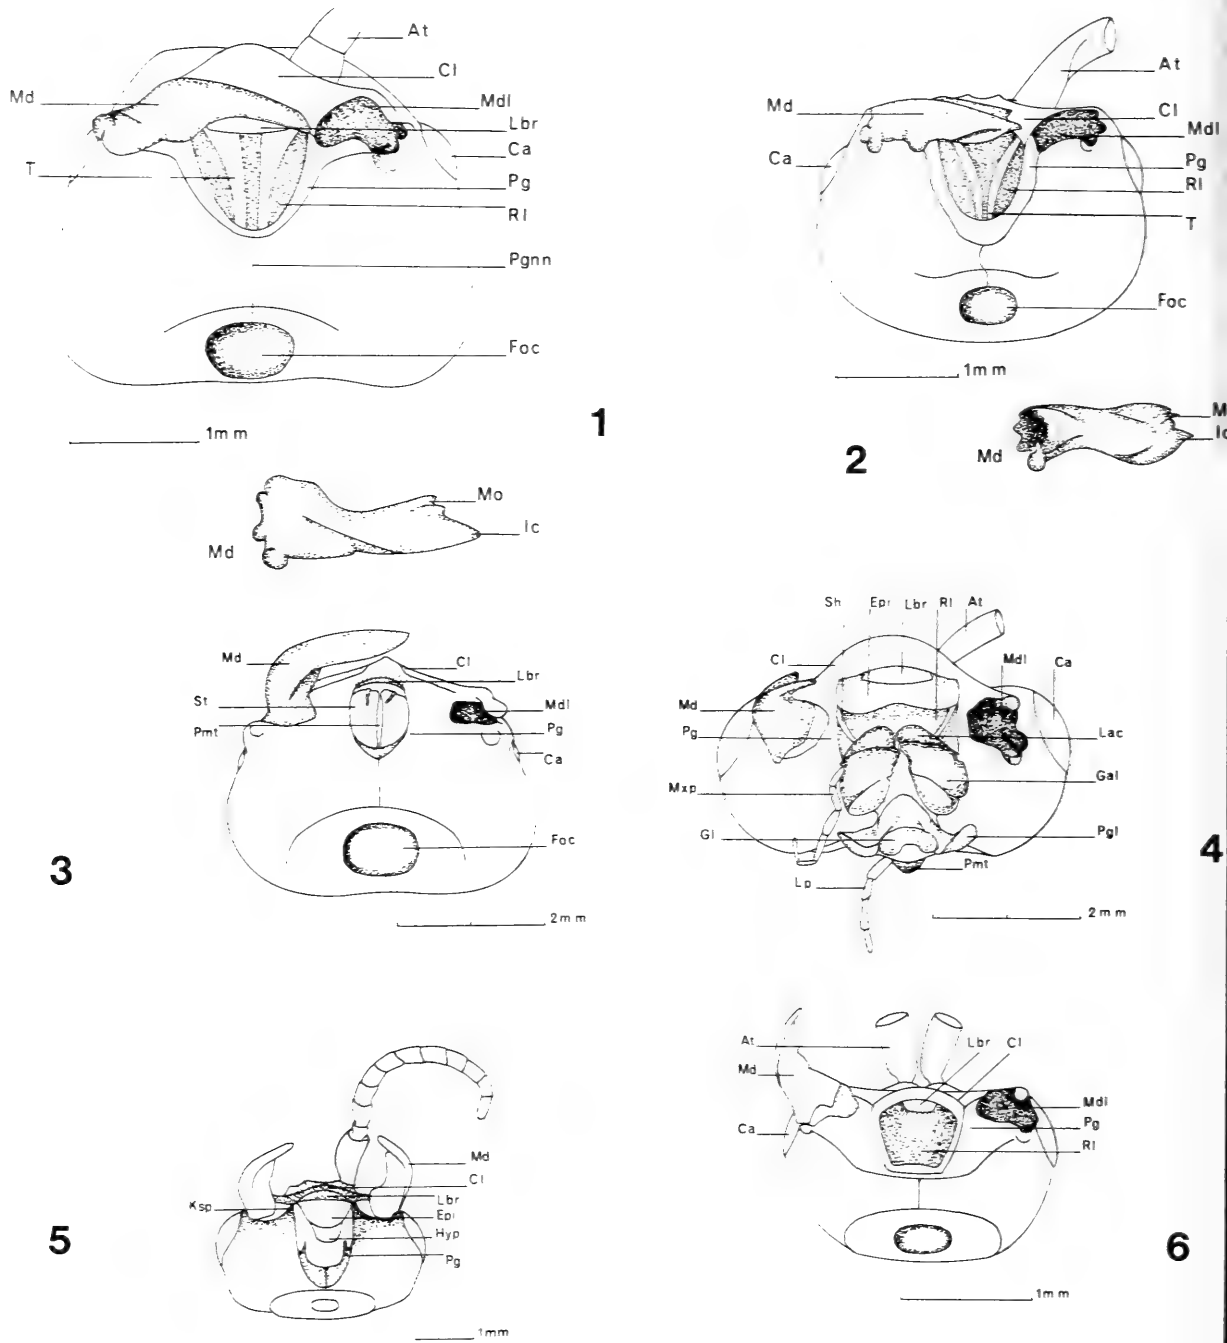 At
Cl
Md
Mdl
Lbr
Ca
T
Pg
Rl
Pgnn
Foc
1mm
1
At
Md
Cl
Mdl
Ca
Pg
Rl
T
Foc
1mm
2
M
Ic
Md
Mo
Ic
Md
Md
Cl
Lbr
St
Mdl
Pmt
Pg
Ca
Foc
3
2mm
Sh
Epi
Lbr
Rl
At
Cl
Mdl
Ca
Md
Pg
Lac
Mxp
Gal
Gl
Pgl
Pmt
Lp
4
2mm
Md
Cl
Ksp
Lbr
Epi
Hyp
Pg
5
1mm
At
Lbr
Cl
Md
Mdl
Ca
Pg
Rl
6
1mm